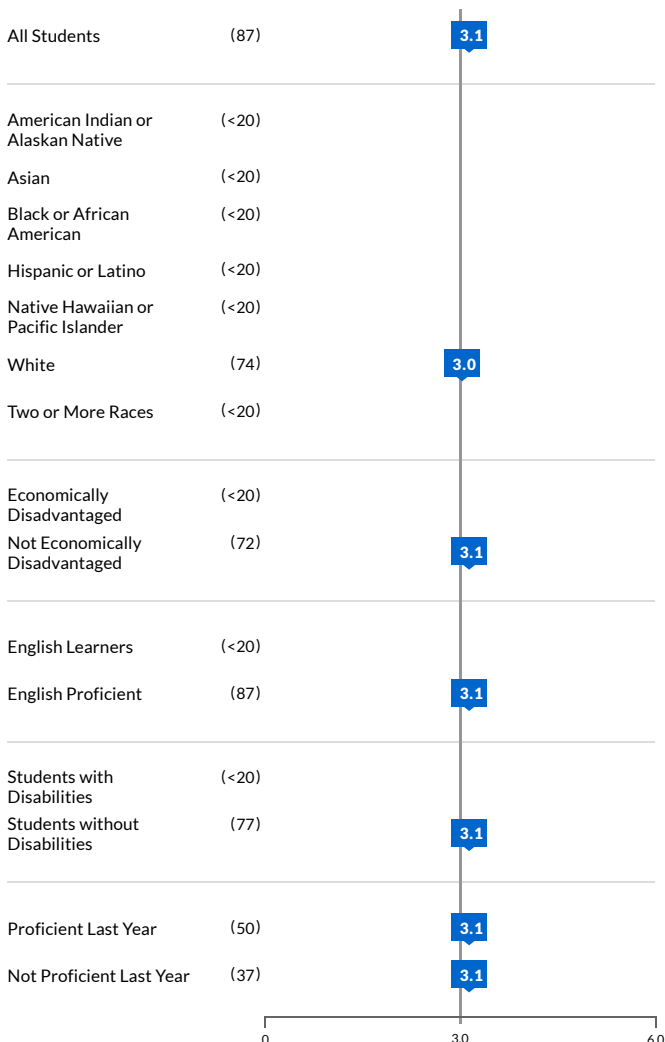 All Students (87) 3.1
American Indian or (<20)
Alaskan Native
Asian (<20)
Black or African (<20)
American
Hispanic or Latino (<20)
Native Hawaiian or (<20)
Pacific Islander
White (74) 3.0
Two or More Races (<20)
Economically (<20)
Disadvantaged
Not Economically (72) 3.1
Disadvantaged
English Learners (<20)
English Proficient (87) 3.1
Students with (<20)
Disabilities
Students without (77) 3.1
Disabilities
Proficient Last Year (50) 3.1
Not Proficient Last Year (37) 3.1
0 3.0 6.0